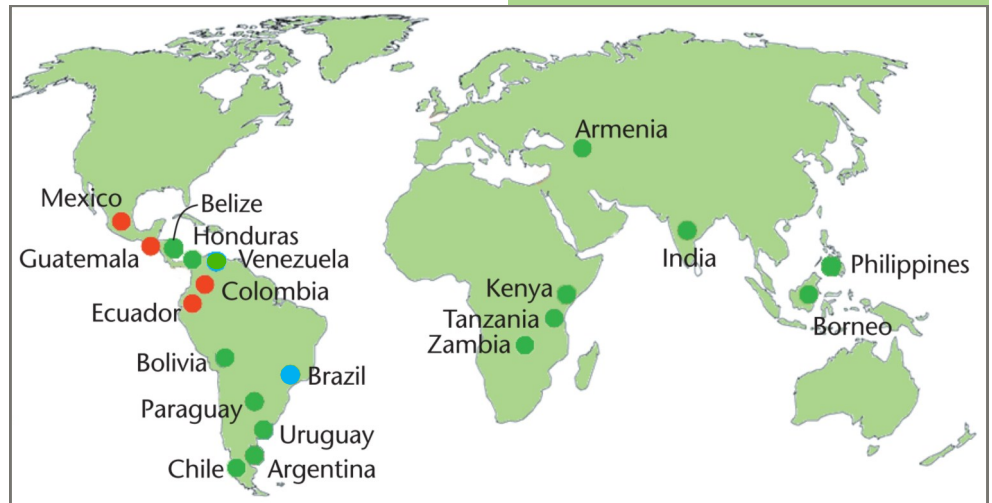 Armenia
Mexico
Belize
Honduras
Guatemala
Venezuela
India
Philippines
Colombia
Kenya
Ecuador
Tanzania
Borneo
Zambia
Bolivia
Brazil
Paraguay
Uruguay
Chile
Argentina